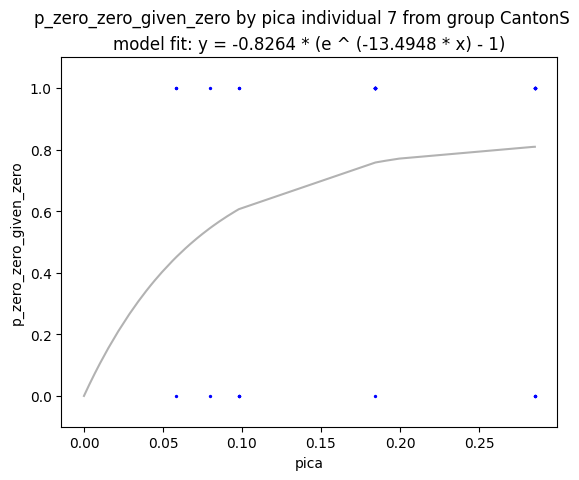 p_zero_zero_given_zero by pica individual 7 from group CantonS
model fit: y = -0.8264 * (e ^ (-13.4948 * x) - 1)
1.0
0.8
0.6
0.4
0.2
0.0
p_zero_zero_given_zero
0.00 0.05 0.10 0.15 0.20 0.25
pica